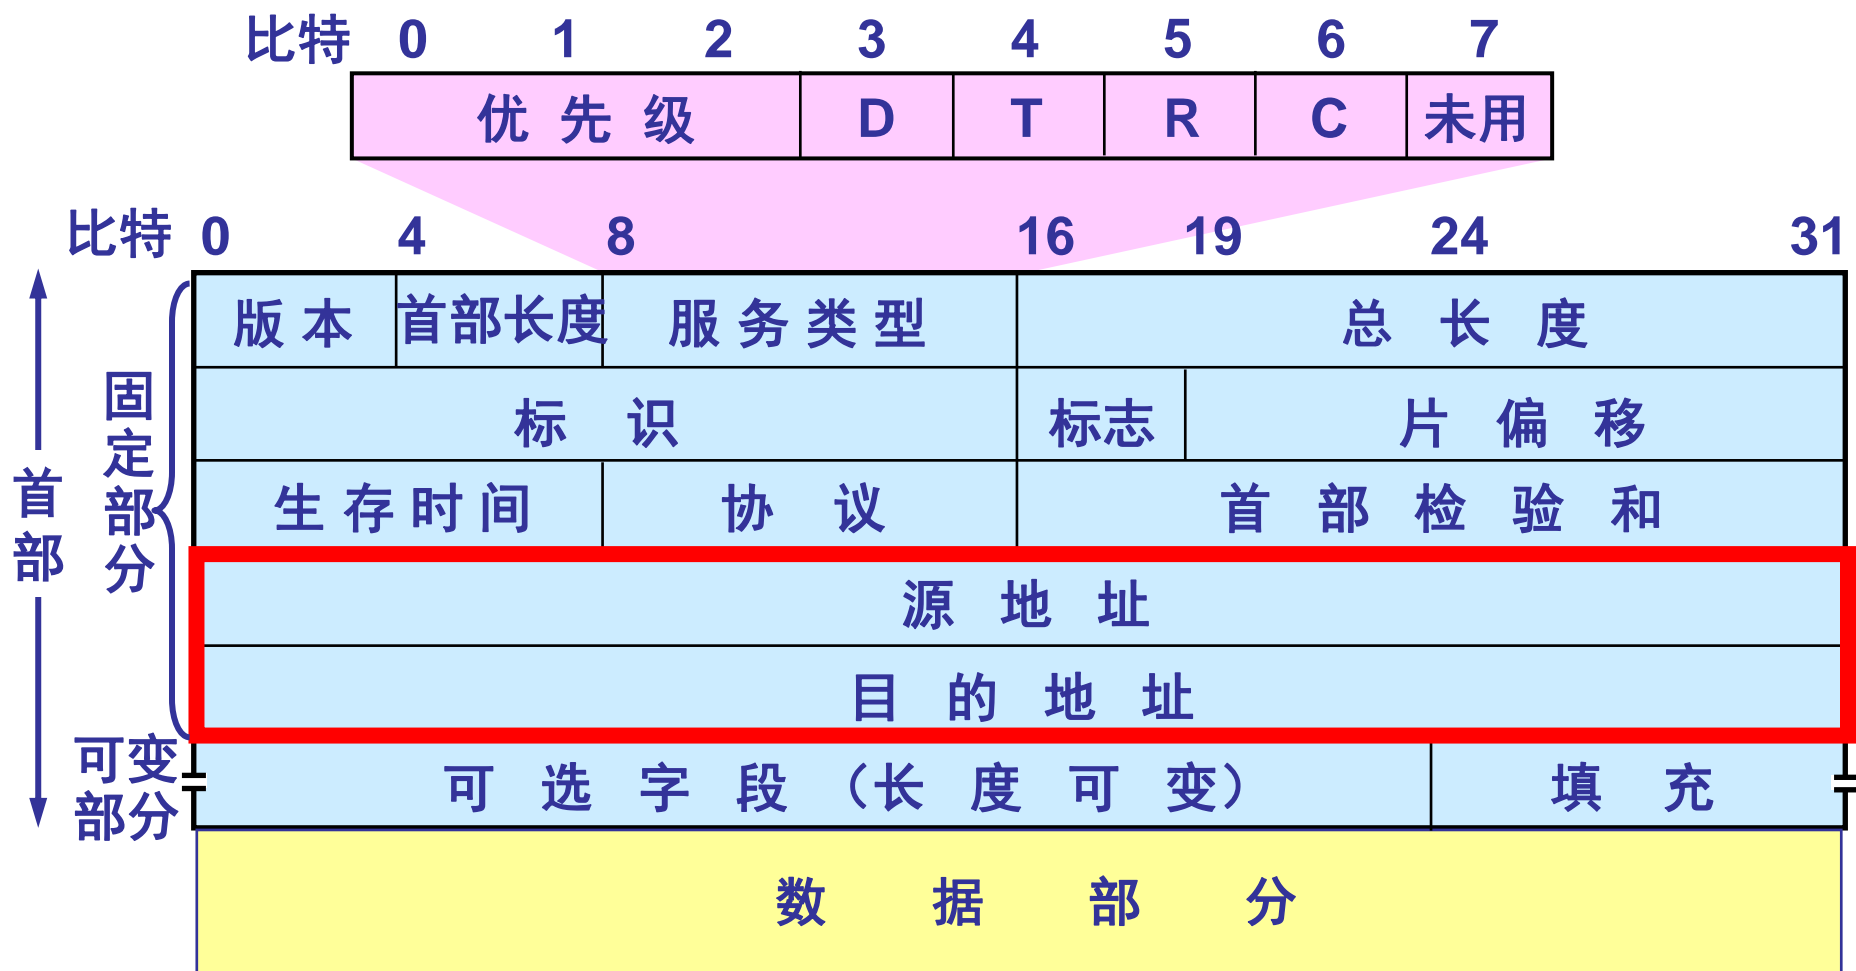 比特 0 1 2 3 4 5 6 7
优先级 D T R C 未用
比特 0 4 8 16 19 24 31
版本 首部长度 服务类型 总长度
标识 标志 片偏移
生存时间 协议 首部检验和
源地址
目的地址
可选字段（长度可变） 填充
数据部分
首部
固定部分
可变
部分